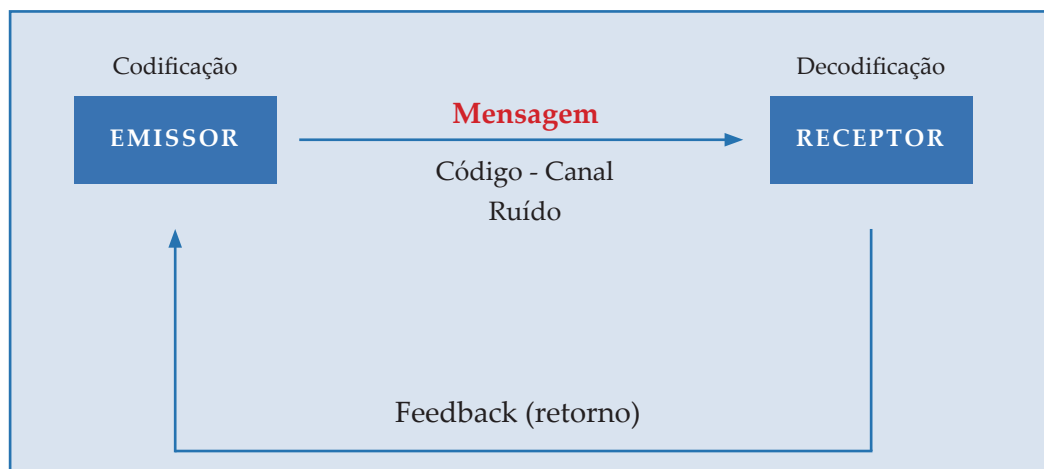 Codificação
Decodificação
EMISSOR
Mensagem
RECEPTOR
Código - Canal
Ruído
Feedback (retorno)